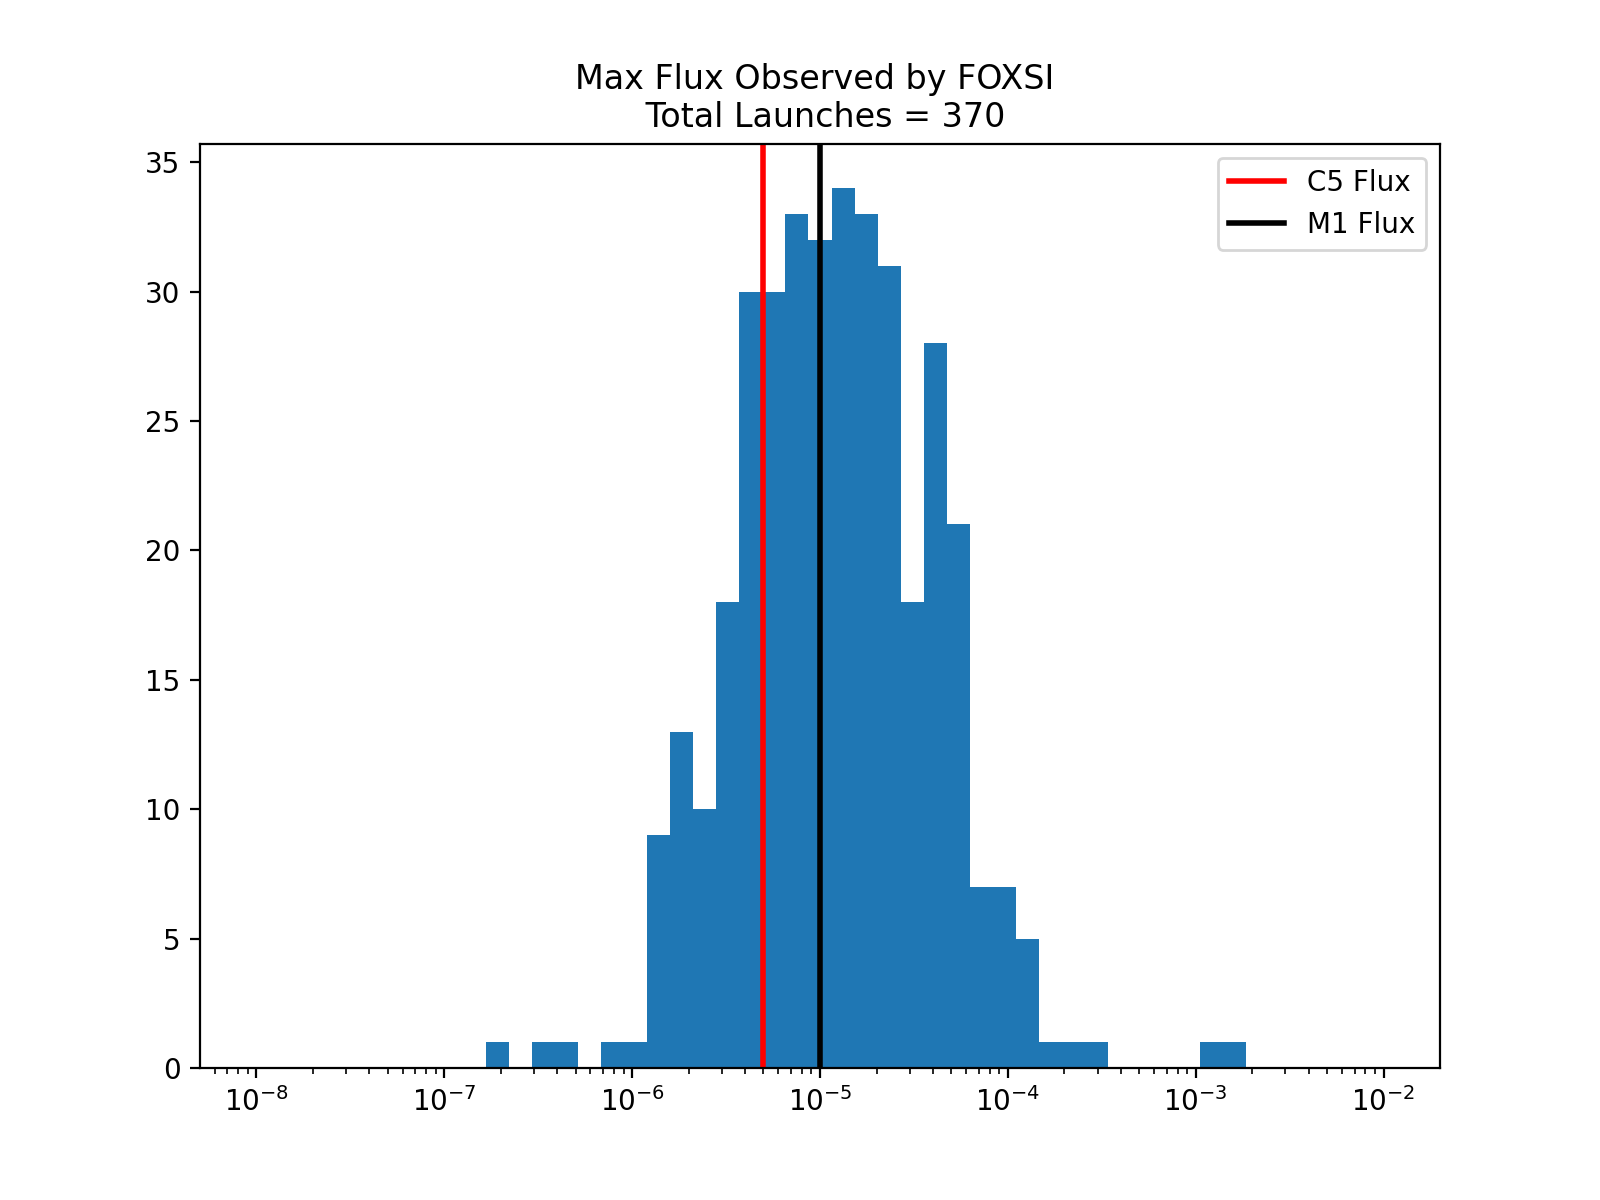 Max Flux Observed by FOXSI
Total Launches = 370
C5 Flux
M1 Flux
35
30
25
20
15
10
5
0
10⁻⁸ 10⁻⁷ 10⁻⁶ 10⁻⁵ 10⁻⁴ 10⁻³ 10⁻²